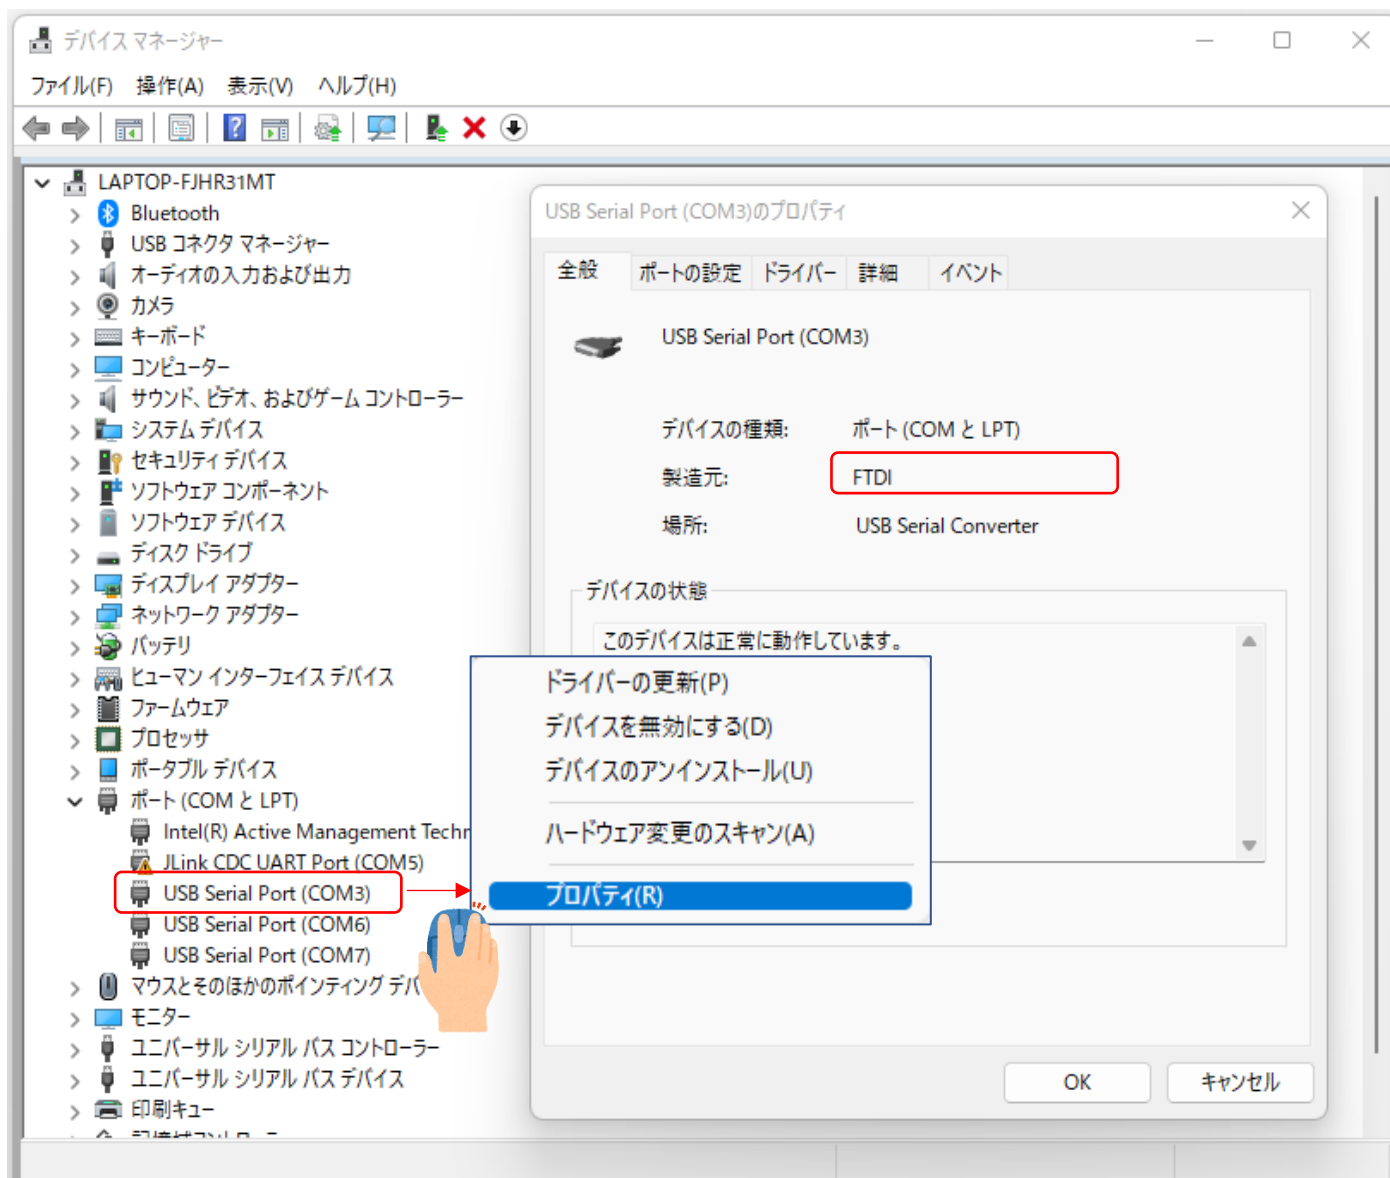 デバイス マネージャー
ファイル(F) 操作(A) 表示(V) ヘルプ(H)
LAPTOP-FJHR31MT
Bluetooth
USB コネクタ マネージャー
オーディオの入力および出力
カメラ
キーボード
コンピューター
サウンド、ビデオ、およびゲーム コントローラー
システム デバイス
セキュリティ デバイス
ソフトウェア コンポーネント
ソフトウェア デバイス
ディスク ドライブ
ディスプレイ アダプター
ネットワーク アダプター
バッテリ
ヒューマン インターフェイス デバイス
ファームウェア
プロセッサ
ポータブル デバイス
ポート (COM と LPT)
Intel(R) Active Management Techn
JLink CDC UART Port (COM5)
USB Serial Port (COM3)
USB Serial Port (COM6)
USB Serial Port (COM7)
マウスとそのほかのポインティング デバ
モニター
ユニバーサル シリアル バス コントローラー
ユニバーサル シリアル バス デバイス
印刷キュー
USB Serial Port (COM3)のプロパティ
全般 ポートの設定 ドライバー 詳細 イベント
USB Serial Port (COM3)
デバイスの種類: ポート (COM と LPT)
製造元: FTDI
場所: USB Serial Converter
デバイスの状態
このデバイスは正常に動作しています。
ドライバーの更新(P)
デバイスを無効にする(D)
デバイスのアンインストール(U)
ハードウェア変更のスキャン(A)
プロパティ(R)
OK キャンセル